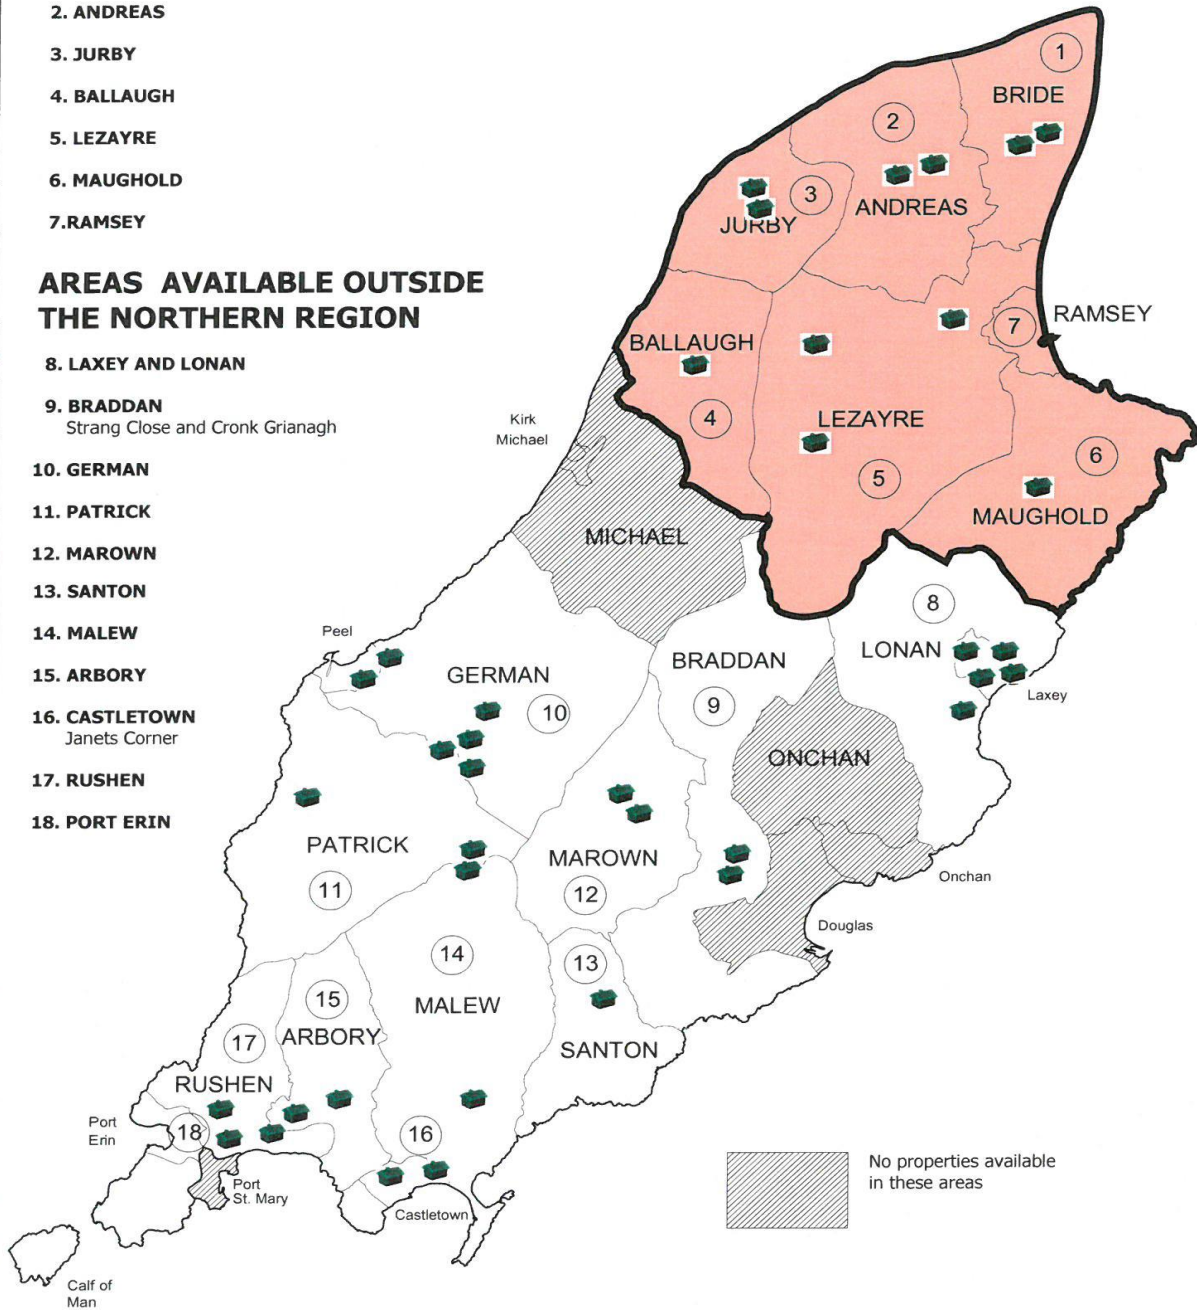 2. ANDREAS
3. JURBY
4. BALLAUGH
5. LEZAYRE
6. MAUGHOLD
7.RAMSEY
AREAS AVAILABLE OUTSIDE
THE NORTHERN REGION
8. LAXEY AND LONAN
9. BRADDAN
Strang Close and Cronk Grianagh
10. GERMAN
11. PATRICK
12. MAROWN
13. SANTON
14. MALEW
15. ARBORY
16. CASTLETOWN
Janets Corner
17. RUSHEN
18. PORT ERIN
1
BRIDE
2
ANDREAS
3
JURBY
7
RAMSEY
BALLAUGH
4
LEZAYRE
5
6
MAUGHOLD
Kirk
Michael
MICHAEL
8
LONAN
Laxey
Peel
GERMAN
10
BRADDAN
9
ONCHAN
PATRICK
11
MAROWN
12
Onchan
Douglas
14
MALEW
13
SANTON
15
ARBORY
17
RUSHEN
Port
Erin
18
16
Port
St. Mary
Castletown
Calf of
Man
No properties available
in these areas